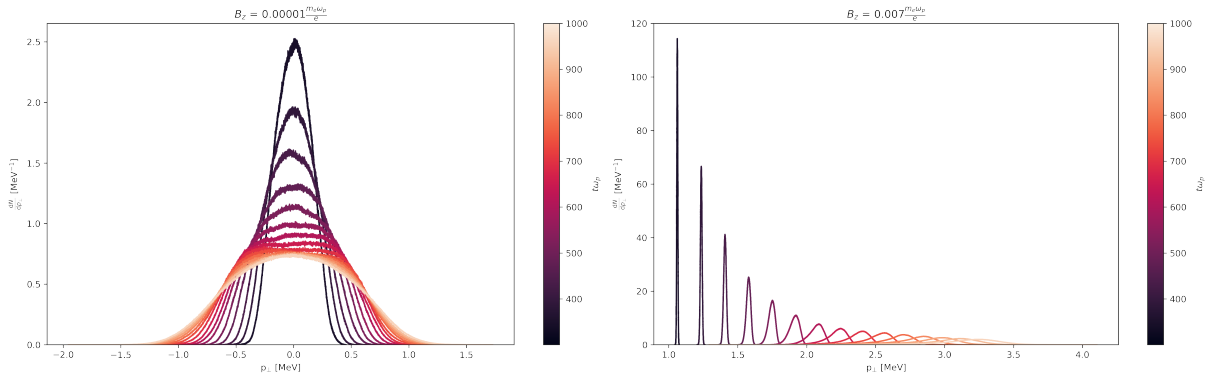 B_z = 0.00001 m_eω_p/e
dN/dp_⊥ [MeV⁻¹]
2.5
2.0
1.5
1.0
0.5
0.0
−2.0 −1.5 −1.0 −0.5 0.0 0.5 1.0 1.5
p_⊥ [MeV]
1000
900
800
700
600
500
400
tω_p
B_z = 0.007 m_eω_p/e
dN/dp_⊥ [MeV⁻¹]
120
100
80
60
40
20
0
1.0 1.5 2.0 2.5 3.0 3.5 4.0
p_⊥ [MeV]
1000
900
800
700
600
500
400
tω_p